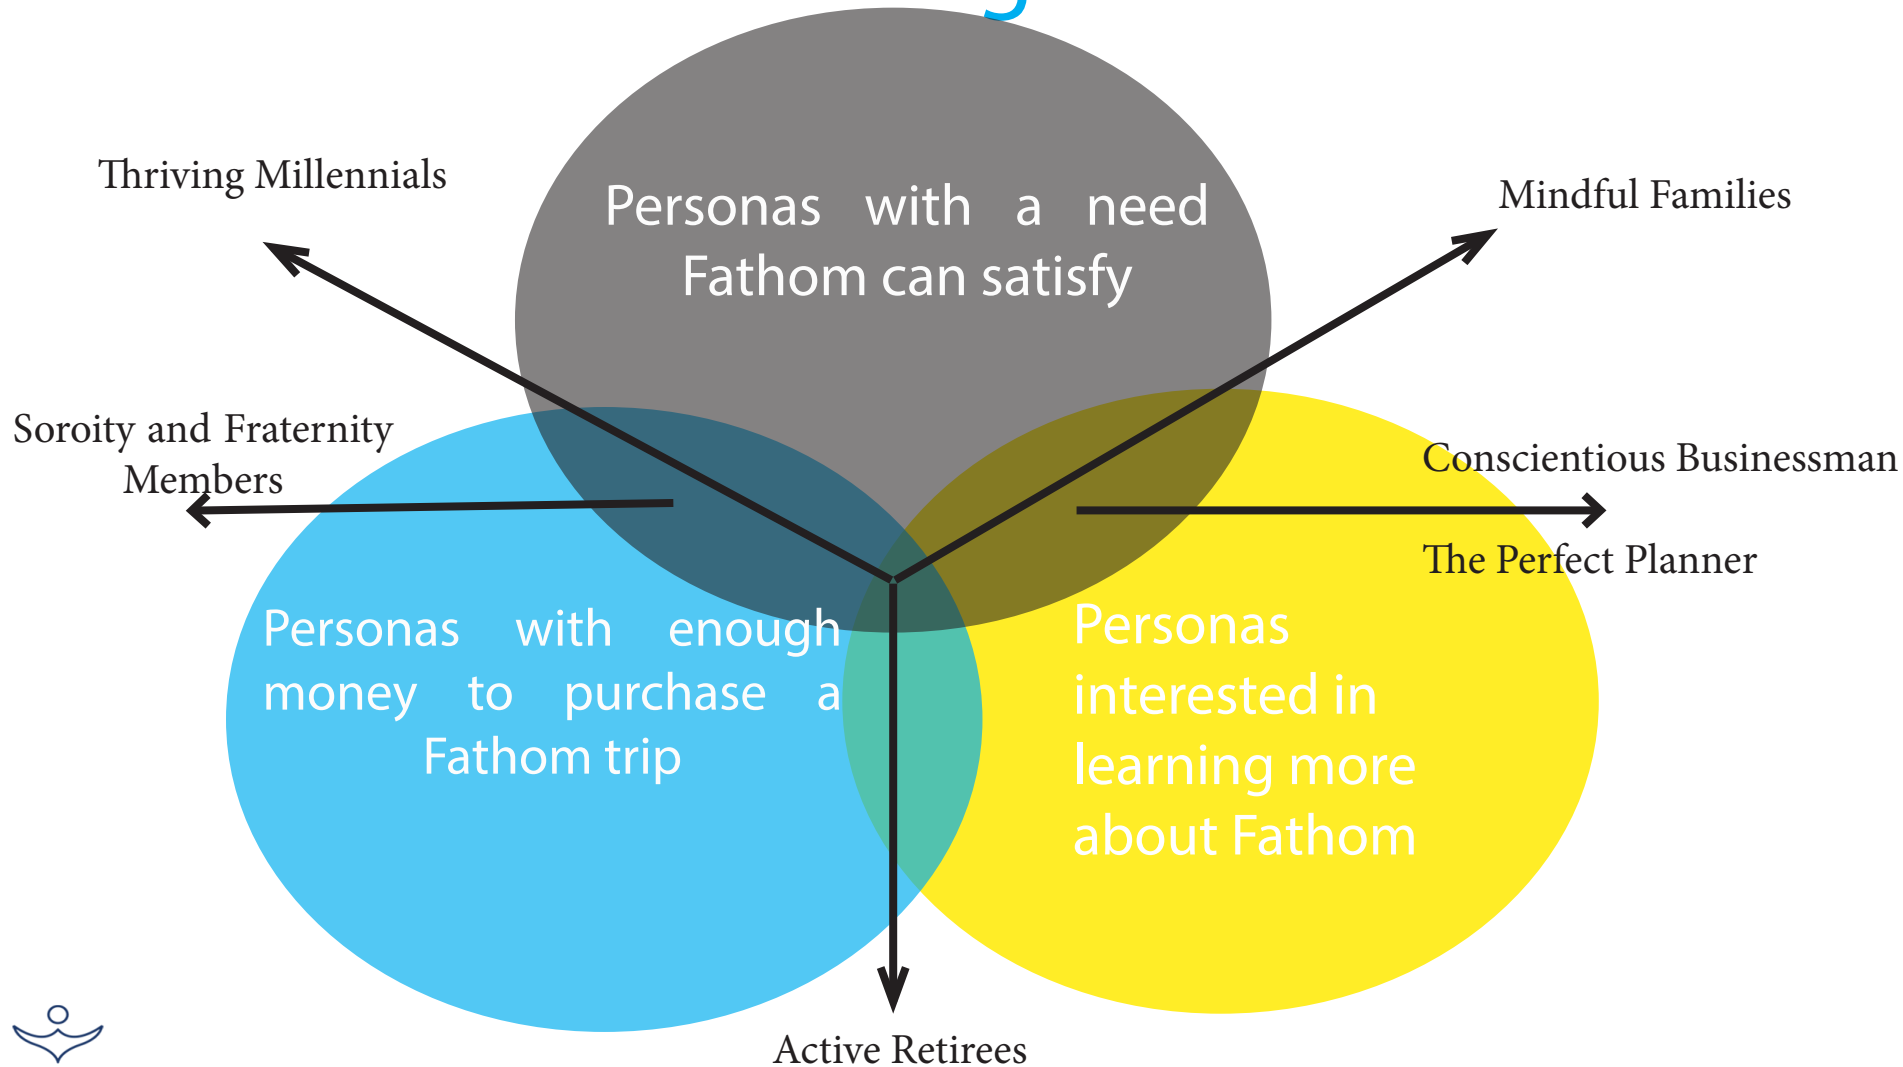 Thriving Millennials
Mindful Families
Personas with a need
Fathom can satisfy
Soroity and Fraternity
Members
Conscientious Businessman
The Perfect Planner
Personas with enough
money to purchase a
Fathom trip
Personas
interested in
learning more
about Fathom
Active Retirees